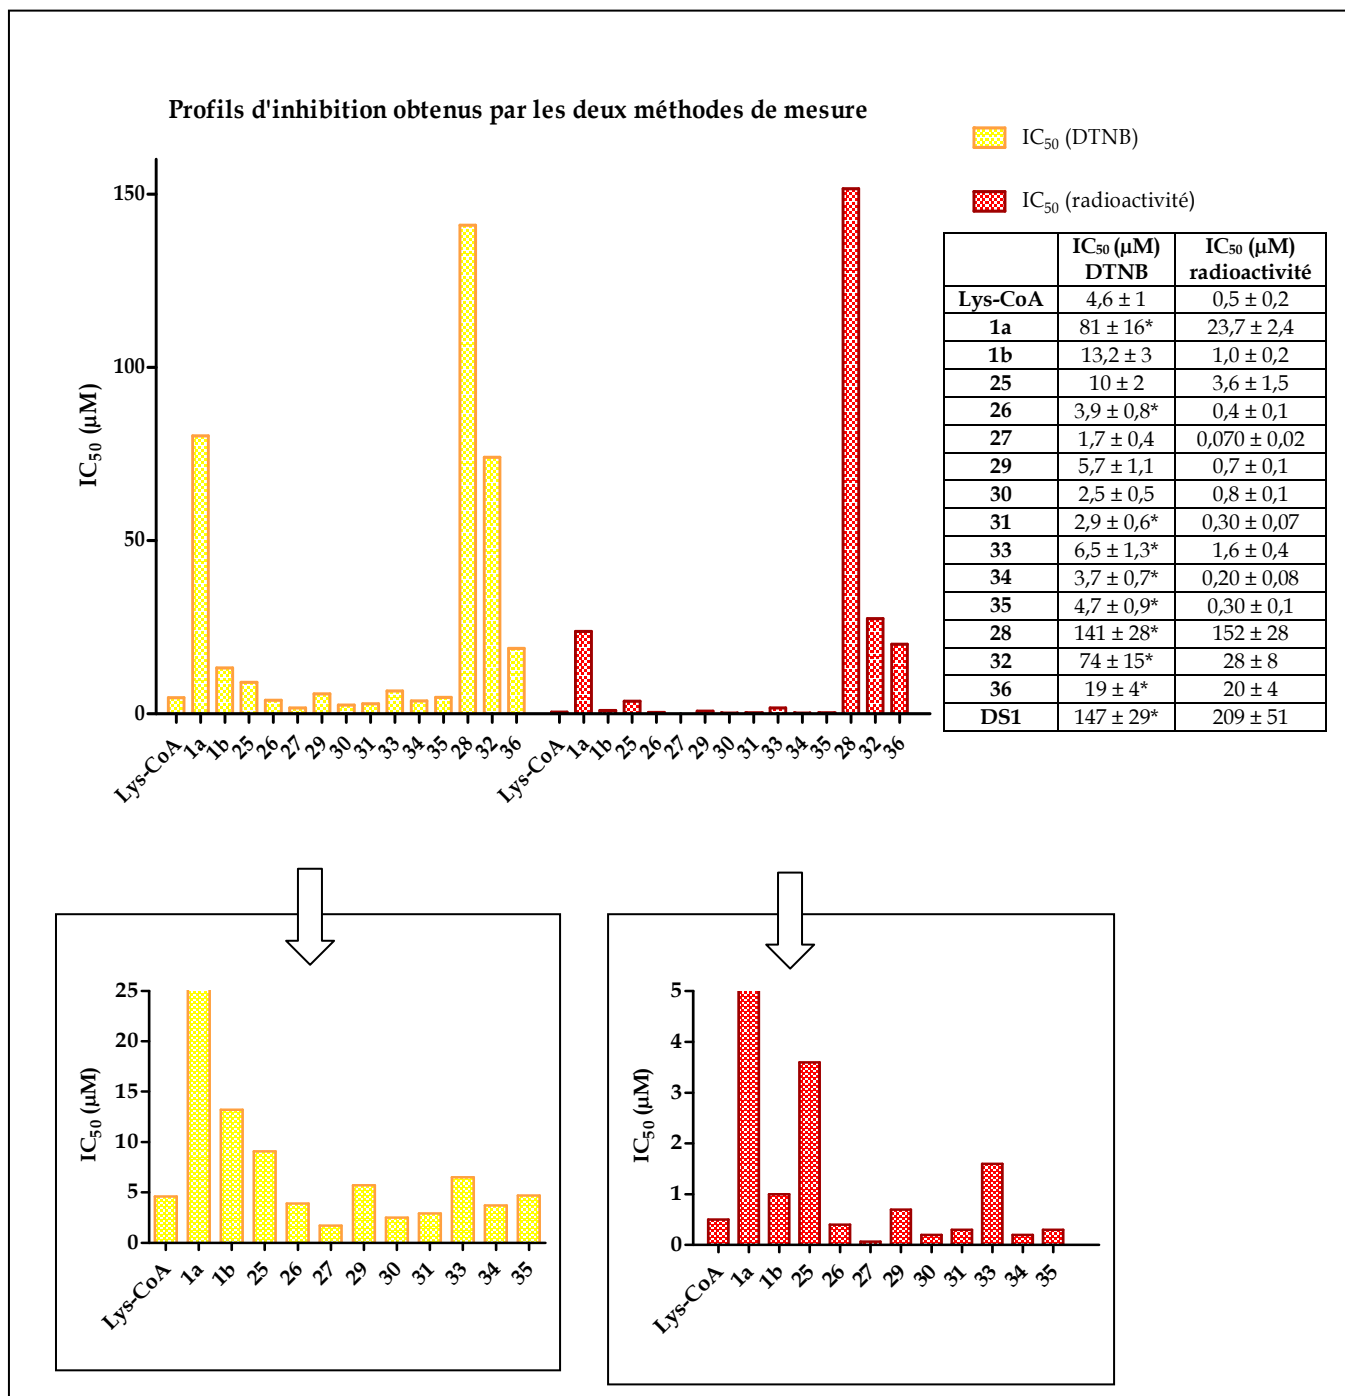 Profils d'inhibition obtenus par les deux méthodes de mesure
IC50 (DTNB)
IC50 (radioactivité)
150
100
50
0
IC50 (µM)
Lys-CoA 1a 1b 25 26 27 29 30 31 33 34 35 28 32 36
Lys-CoA 1a 1b 25 26 27 29 30 31 33 34 35 28 32 36
IC50 (µM) DTNB IC50 (µM) radioactivité
Lys-CoA 4,6 ± 1 0,5 ± 0,2
1a 81 ± 16* 23,7 ± 2,4
1b 13,2 ± 3 1,0 ± 0,2
25 10 ± 2 3,6 ± 1,5
26 3,9 ± 0,8* 0,4 ± 0,1
27 1,7 ± 0,4 0,070 ± 0,02
29 5,7 ± 1,1 0,7 ± 0,1
30 2,5 ± 0,5 0,8 ± 0,1
31 2,9 ± 0,6* 0,30 ± 0,07
33 6,5 ± 1,3* 1,6 ± 0,4
34 3,7 ± 0,7* 0,20 ± 0,08
35 4,7 ± 0,9* 0,30 ± 0,1
28 141 ± 28* 152 ± 28
32 74 ± 15* 28 ± 8
36 19 ± 4* 20 ± 4
DS1 147 ± 29* 209 ± 51
25
20
15
10
5
0
IC50 (µM)
Lys-CoA 1a 1b 25 26 27 29 30 31 33 34 35
5
4
3
2
1
0
IC50 (µM)
Lys-CoA 1a 1b 25 26 27 29 30 31 33 34 35